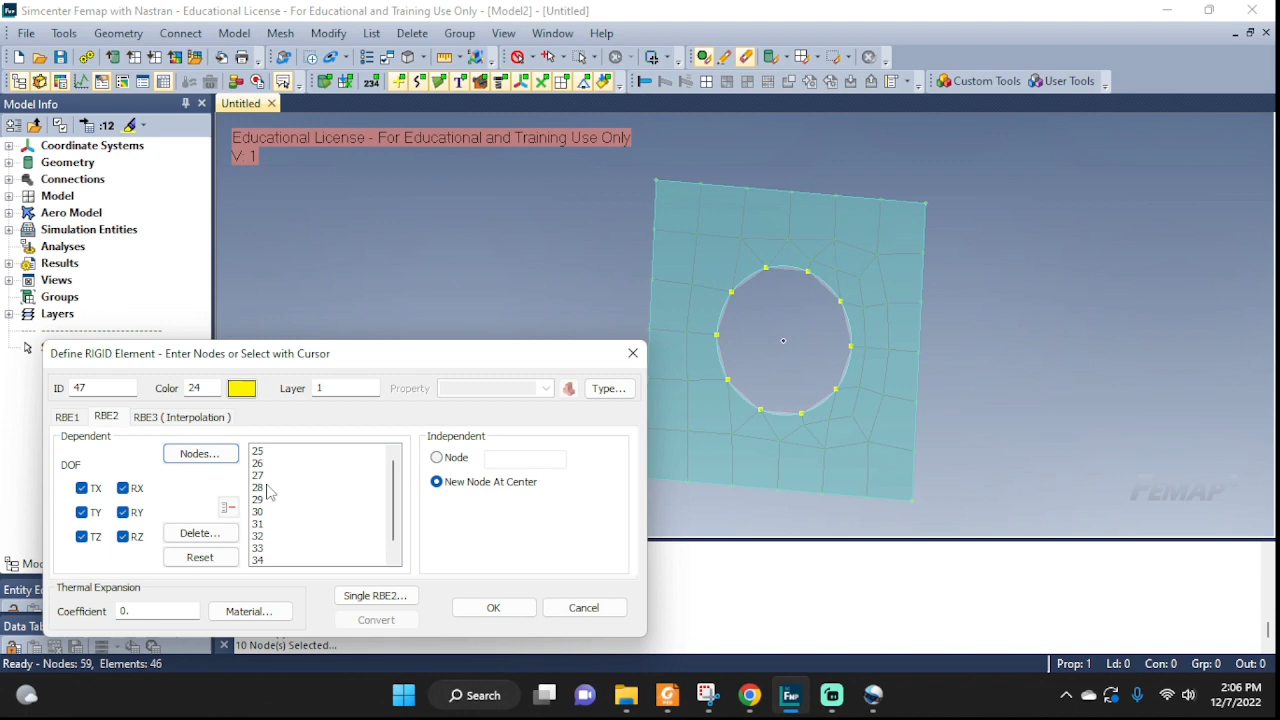 Simcenter Femap with Nastran - Educational License - For Educational and Training Use Only - [Model2] - [Untitled]
File Tools Geometry Connect Model Mesh Modify List Delete Group View Window Help
234 Custom Tools User Tools
Model Info
Untitled
:12
Educational License - For Educational and Training Use Only
V: 1
Coordinate Systems
Geometry
Connections
Model
Aero Model
Simulation Entities
Analyses
Results
Views
Groups
Layers
Define RIGID Element - Enter Nodes or Select with Cursor
ID 47 Color 24 Layer 1 Property Type...
RBE1 RBE2 RBE3 ( Interpolation )
Dependent
DOF
TX RX
TY RY
TZ RZ
Nodes...
Delete...
Reset
25
26
27
28
29
30
31
32
33
34
Independent
Node
New Node At Center
Thermal Expansion
Coefficient 0. Material...
Single RBE2...
Convert
OK Cancel
FEMAP
Entity
Data
10 Node(s) Selected...
Ready - Nodes: 59, Elements: 46
Prop: 1 Ld: 0 Con: 0 Grp: 0 Out: 0
Search
FMP
2:06 PM
12/7/2022